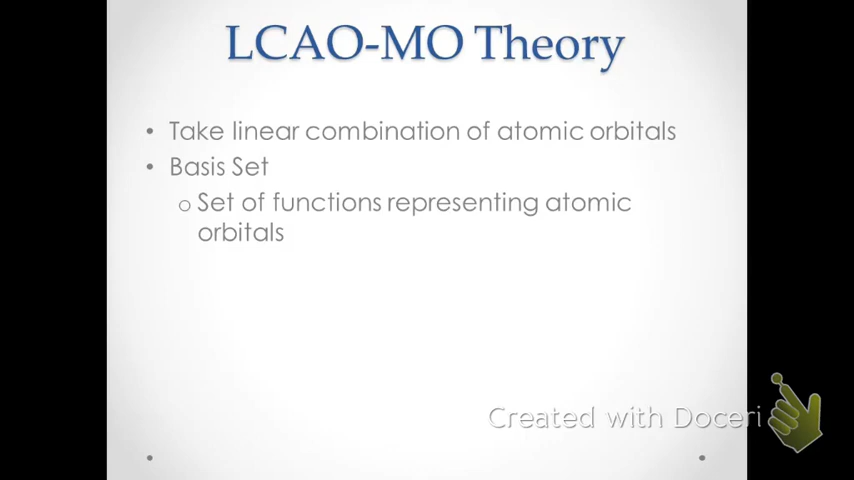 LCAO-MO Theory
• Take linear combination of atomic orbitals
• Basis Set
o Set of functions representing atomic
orbitals
Created with Doceri